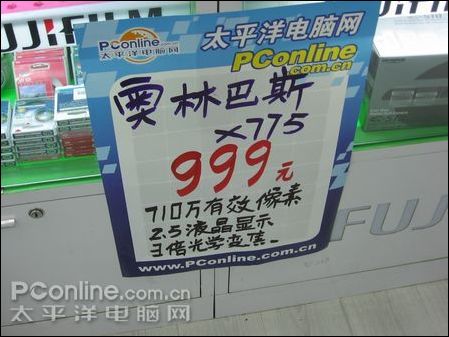 FUJIFILM
PConline
.com.cn
太平洋电脑网
太平洋电脑网
PConline
.com.cn
奥林巴斯
X775
999元
710万有效像素
2.5液晶显示
3倍光学变焦
www.PConline.com.cn
FUJI
PConline.com.cn
太平洋电脑网